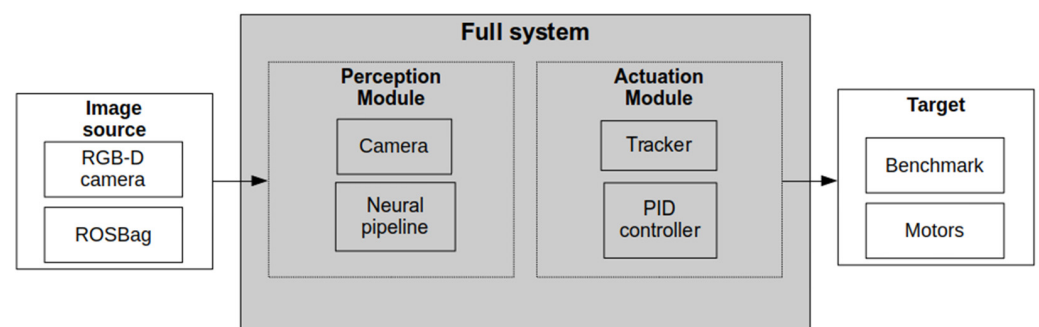 Full system
Image
source
RGB-D
camera
ROSBag
Perception
Module
Camera
Neural
pipeline
Actuation
Module
Tracker
PID
controller
Target
Benchmark
Motors